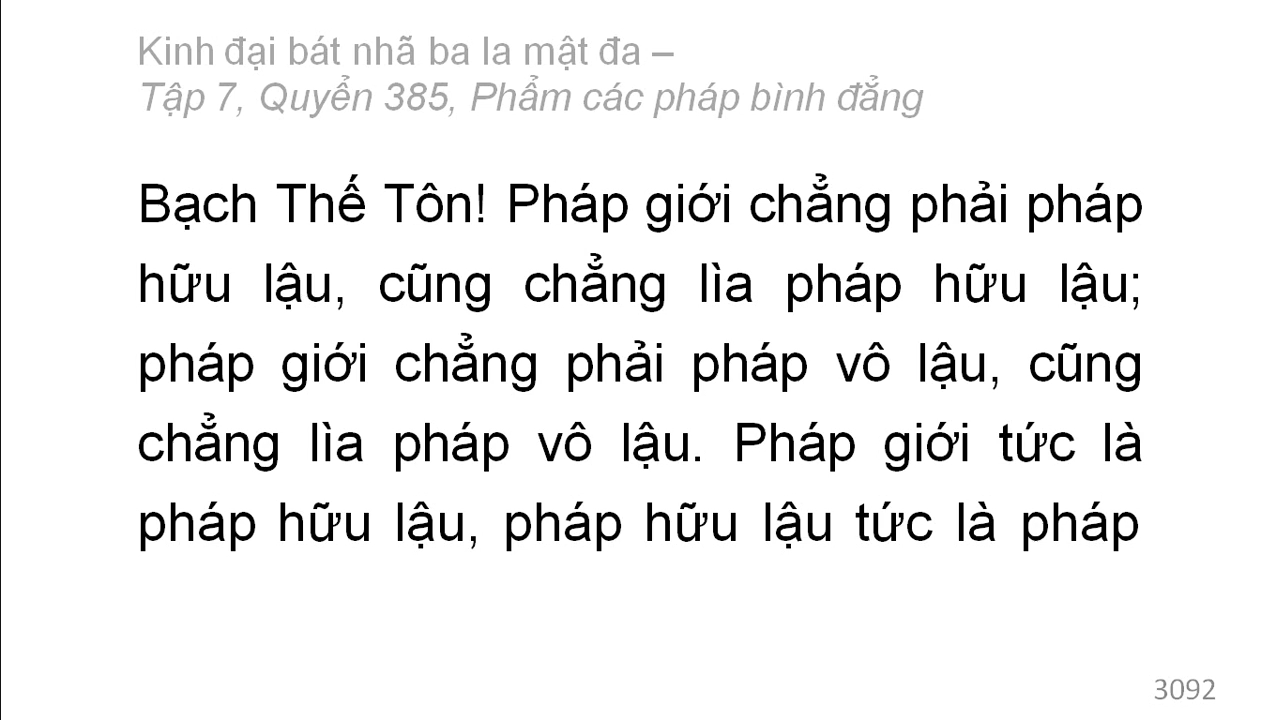 Kinh đại bát nhã ba la mật đa –
Tập 7, Quyển 385, Phẩm các pháp bình đẳng
Bạch Thế Tôn! Pháp giới chẳng phải pháp
hữu lậu, cũng chẳng lìa pháp hữu lậu;
pháp giới chẳng phải pháp vô lậu, cũng
chẳng lìa pháp vô lậu. Pháp giới tức là
pháp hữu lậu, pháp hữu lậu tức là pháp
3092